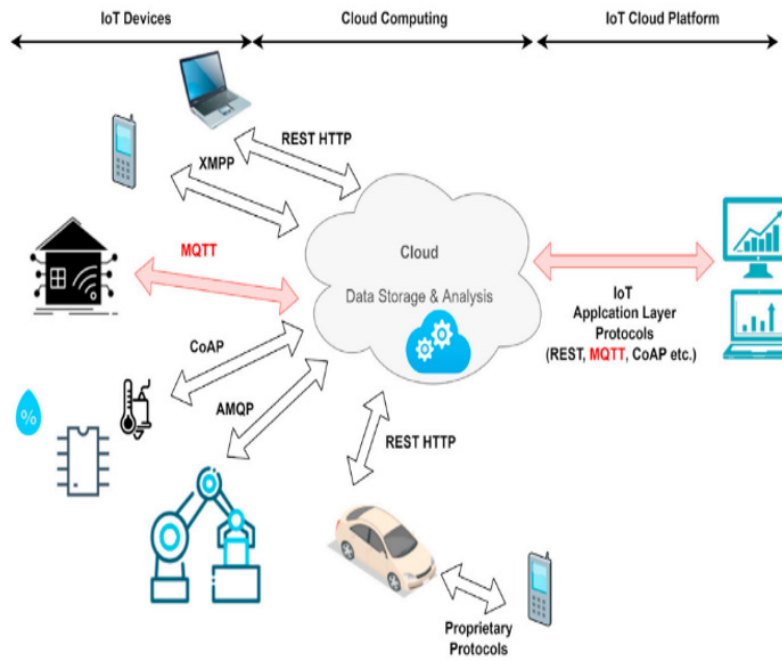 IoT Devices
Cloud Computing
IoT Cloud Platform
REST HTTP
XMPP
MQTT
Cloud
Data Storage & Analysis
IoT
Applcation Layer
Protocols
(REST, MQTT, CoAP etc.)
CoAP
AMQP
%
REST HTTP
Proprietary
Protocols